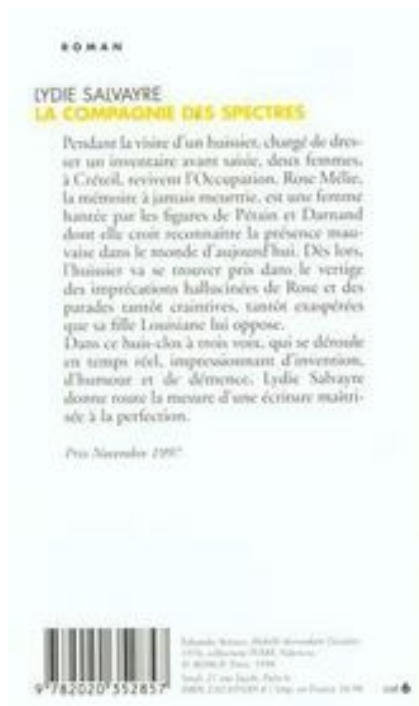 ROMAN
LYDIE SALVAYRE
LA COMPAGNIE DES SPECTRES
Pendant la visite d'un huissier, chargé de dres-
ser un inventaire avant saisie, deux femmes,
à Créteil, revivent l'Occupation. Rose Mélie,
la mémoire à jamais meurtrie, est une femme
hantée par les figures de Pétain et Darnand
dont elle croit reconnaître la présence mau-
vaise dans le monde d'aujourd'hui. Dès lors,
l'huissier va se trouver pris dans le vertige
des imprécations hallucinées de Rose et des
parades tantôt craintives, tantôt exaspérées
que sa fille Louisiane lui oppose.
Dans ce huis-clos à trois voix, qui se déroule
en temps réel, impressionnant d'invention,
d'humour et de démence, Lydie Salvayre
donne toute la mesure d'une écriture maîtri-
sée à la perfection.
Prix Novembre 1997
9 782020 352857